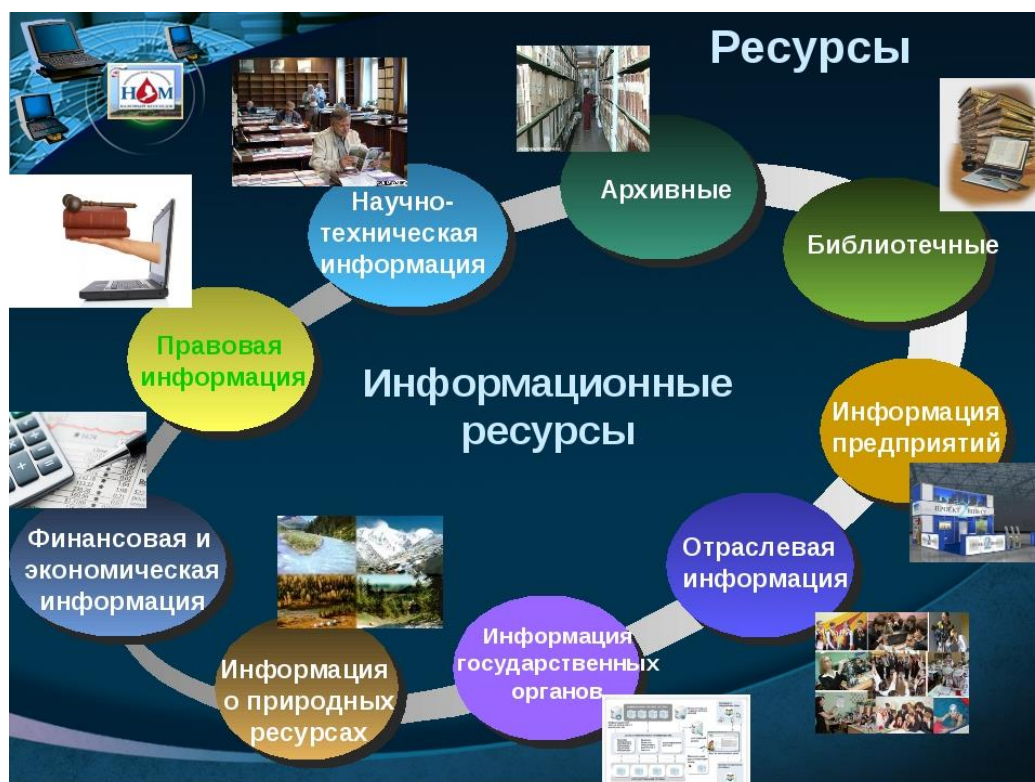 Ресурсы
НОМ
Архивные
Научно-
техническая
информация
Библиотечные
Правовая
информация
Информационные
ресурсы
Информация
предприятий
Финансовая и
экономическая
информация
Отраслевая
информация
Информация
государственных
органов
Информация
о природных
ресурсах